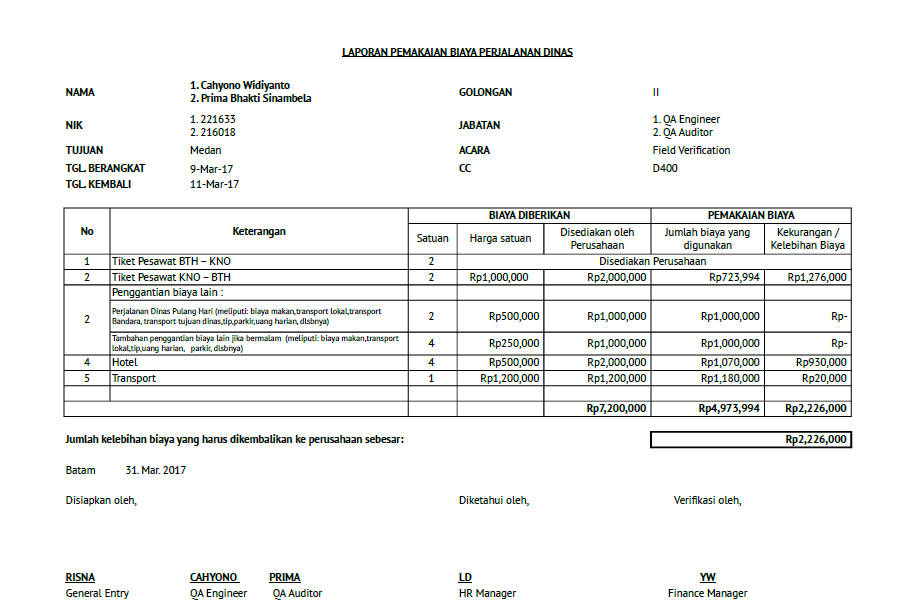 LAPORAN PEMAKAIAN BIAYA PERJALANAN DINAS
NAMA 1. Cahyono Widiyanto GOLONGAN II
2. Prima Bhakti Sinambela
NIK 1. 221633 JABATAN 1. QA Engineer
2. 216018 2. QA Auditor
TUJUAN Medan ACARA Field Verification
TGL. BERANGKAT 9-Mar-17 CC D400
TGL. KEMBALI 11-Mar-17
No Keterangan BIAYA DIBERIKAN PEMAKAIAN BIAYA
Satuan Harga satuan Disediakan oleh Perusahaan Jumlah biaya yang digunakan Kekurangan / Kelebihan Biaya
1 Tiket Pesawat BTH – KNO 2 Disediakan Perusahaan
2 Tiket Pesawat KNO – BTH 2 Rp1,000,000 Rp2,000,000 Rp723,994 Rp1,276,000
Penggantian biaya lain :
2 Perjalanan Dinas Pulang Hari (meliputi: biaya makan,transport lokal,transport
Bandara, transport tujuan dinas,tip,parkir,uang harian, dlsbnya) 2 Rp500,000 Rp1,000,000 Rp1,000,000 Rp-
Tambahan penggantian biaya lain jika bermalam (meliputi: biaya makan,transport
lokal,tip,uang harian, parkir, dlsbnya) 4 Rp250,000 Rp1,000,000 Rp1,000,000 Rp-
4 Hotel 4 Rp500,000 Rp2,000,000 Rp1,070,000 Rp930,000
5 Transport 1 Rp1,200,000 Rp1,200,000 Rp1,180,000 Rp20,000
Rp7,200,000 Rp4,973,994 Rp2,226,000
Jumlah kelebihan biaya yang harus dikembalikan ke perusahaan sebesar: Rp2,226,000
Batam 31. Mar. 2017
Disiapkan oleh, Diketahui oleh, Verifikasi oleh,
RISNA CAHYONO PRIMA LD YW
General Entry QA Engineer QA Auditor HR Manager Finance Manager